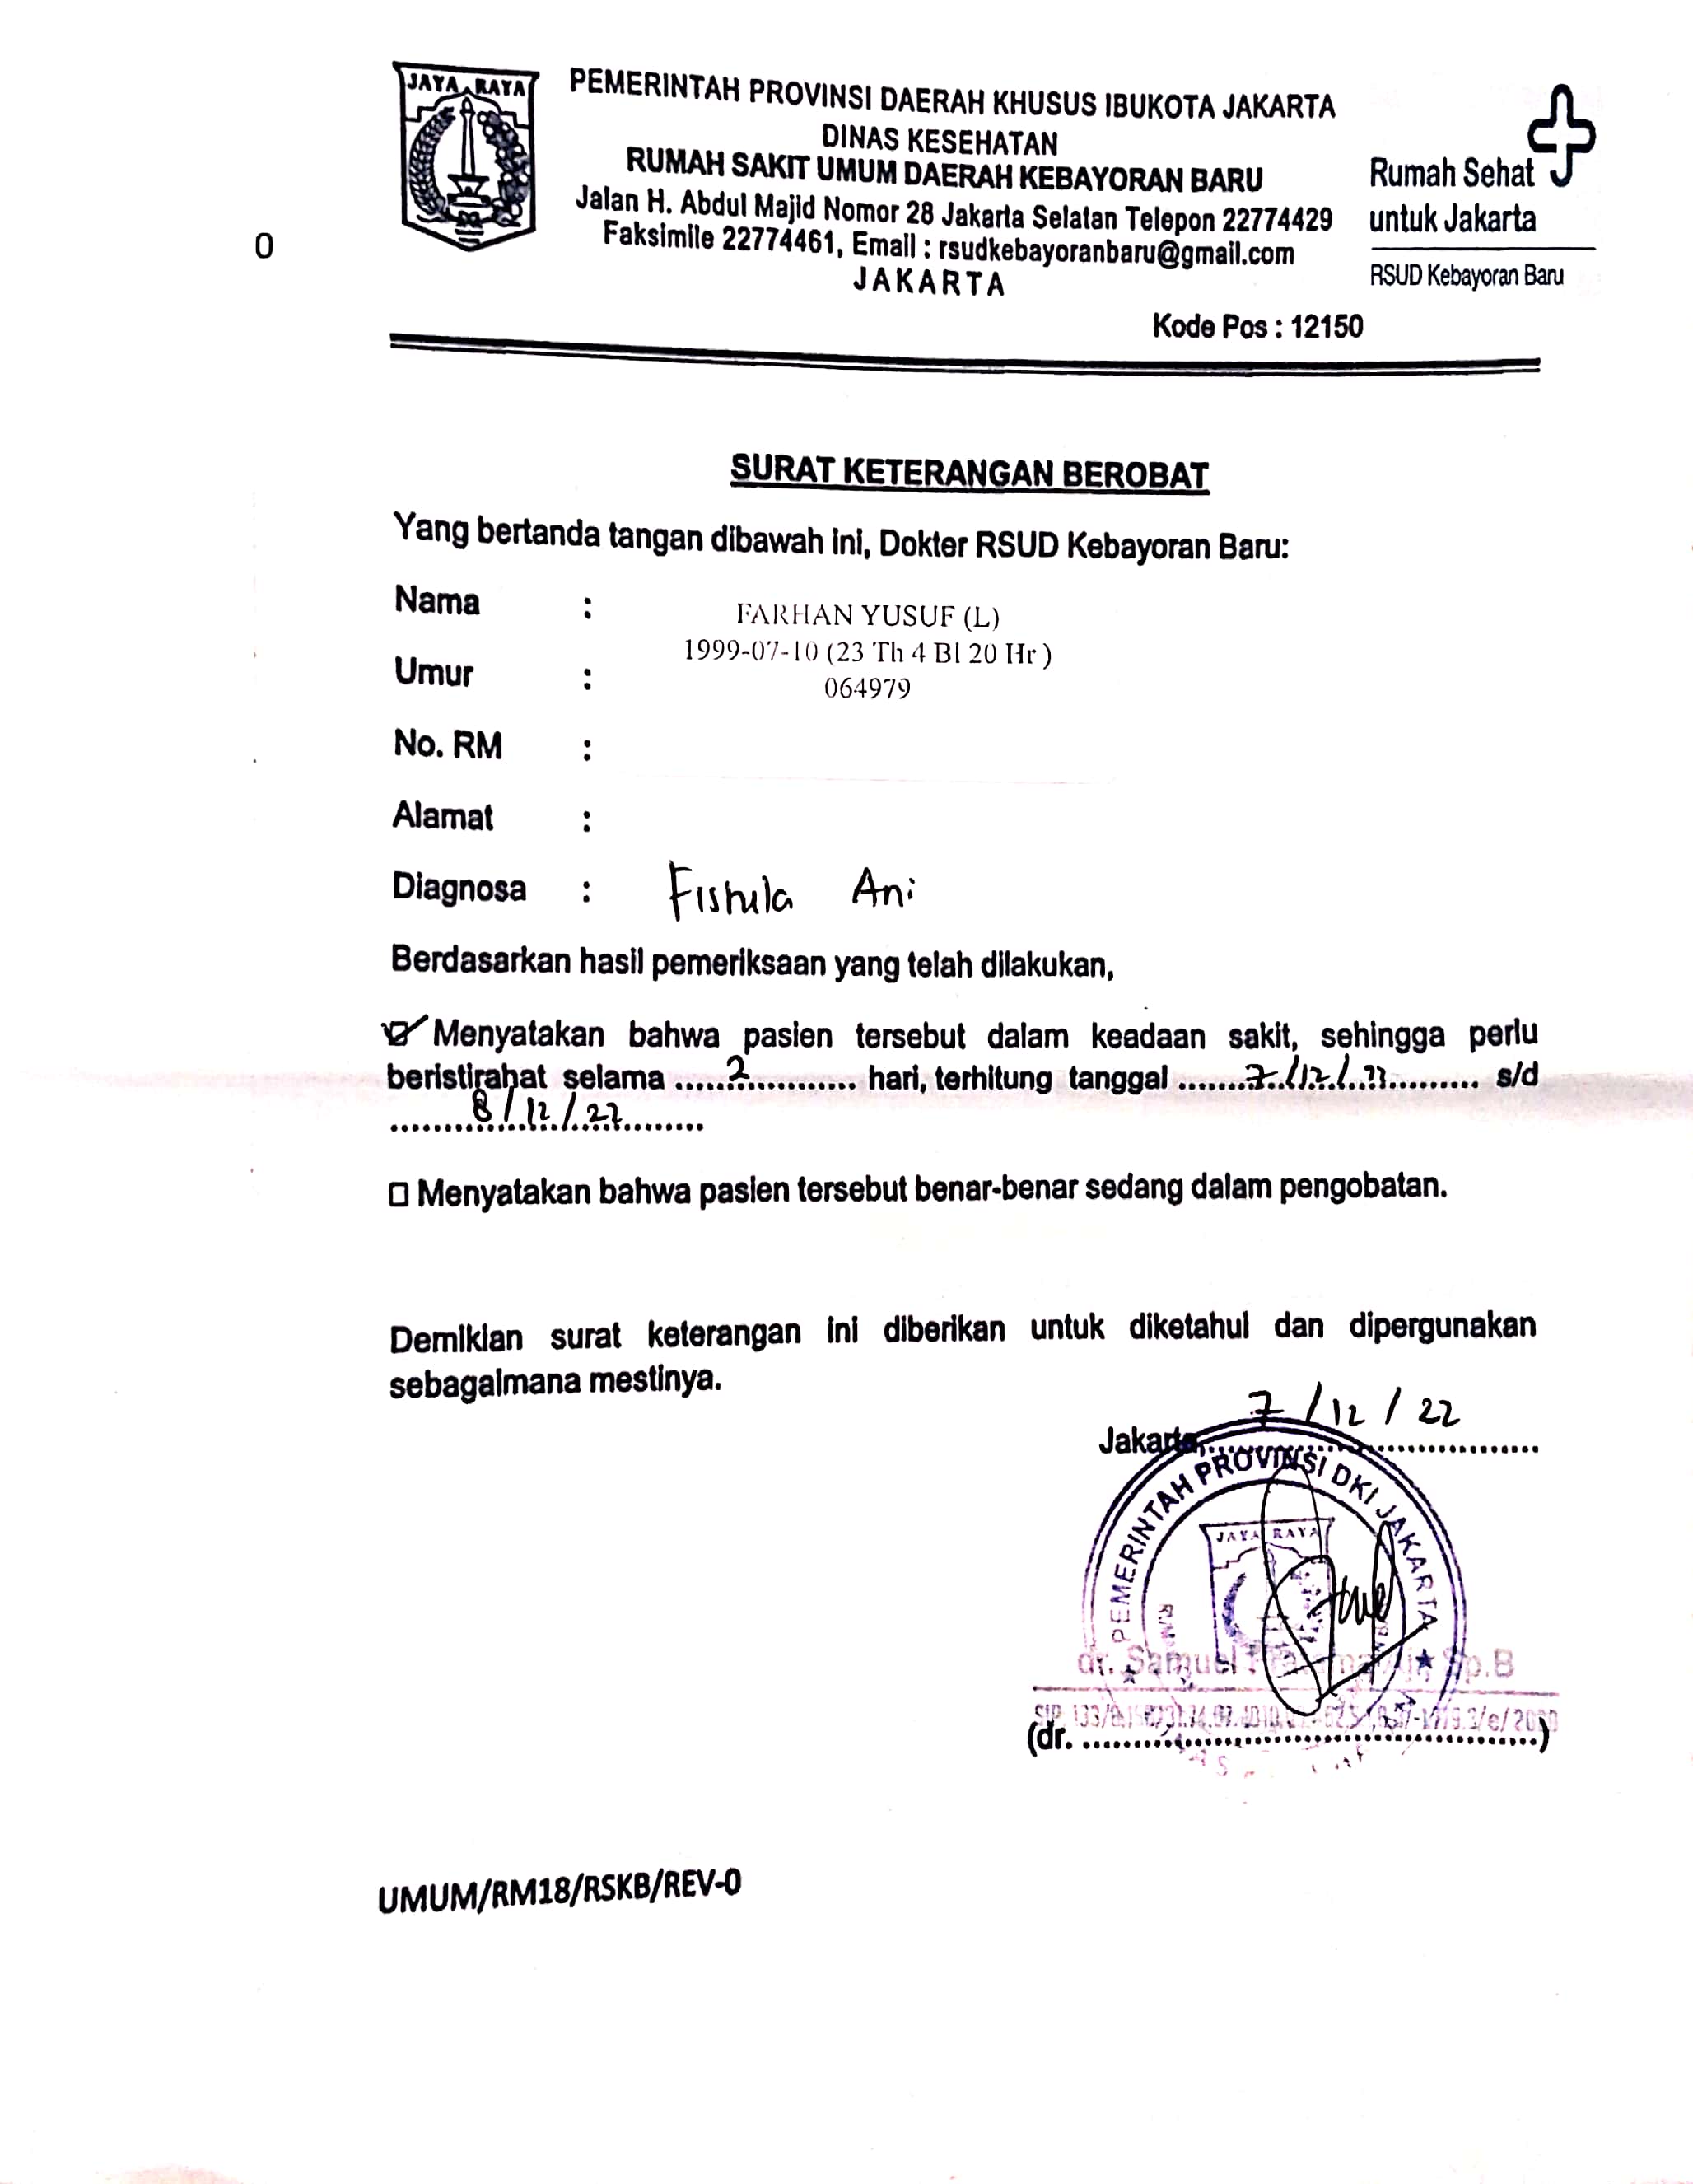 JAYA RAYA
PEMERINTAH PROVINSI DAERAH KHUSUS IBUKOTA JAKARTA
DINAS KESEHATAN
RUMAH SAKIT UMUM DAERAH KEBAYORAN BARU
Jalan H. Abdul Majid Nomor 28 Jakarta Selatan Telepon 22774429
Faksimile 22774461, Email : rsudkebayoranbaru@gmail.com
JAKARTA
Kode Pos : 12150
Rumah Sehat
untuk Jakarta
RSUD Kebayoran Baru
0
SURAT KETERANGAN BEROBAT
Yang bertanda tangan dibawah ini, Dokter RSUD Kebayoran Baru:
Nama : FARHAN YUSUF (L)
1999-07-10 (23 Th 4 Bl 20 Hr )
Umur :
064979
No. RM :
Alamat :
Diagnosa : Fistula Ani
Berdasarkan hasil pemeriksaan yang telah dilakukan,
☑ Menyatakan bahwa pasien tersebut dalam keadaan sakit, sehingga perlu
beristirahat selama ......2............ hari, terhitung tanggal .......7../12./..22......... s/d
8/12/22
☐ Menyatakan bahwa pasien tersebut benar-benar sedang dalam pengobatan.
Demikian surat keterangan ini diberikan untuk diketahui dan dipergunakan
sebagaimana mestinya.
Jakarta, 7/12/22
PEMERINTAH PROVINSI DKI JAKARTA
JAYA RAYA
dr. Samuel Sp.B
SIP
(dr. ..........................................)
UMUM/RM18/RSKB/REV-0